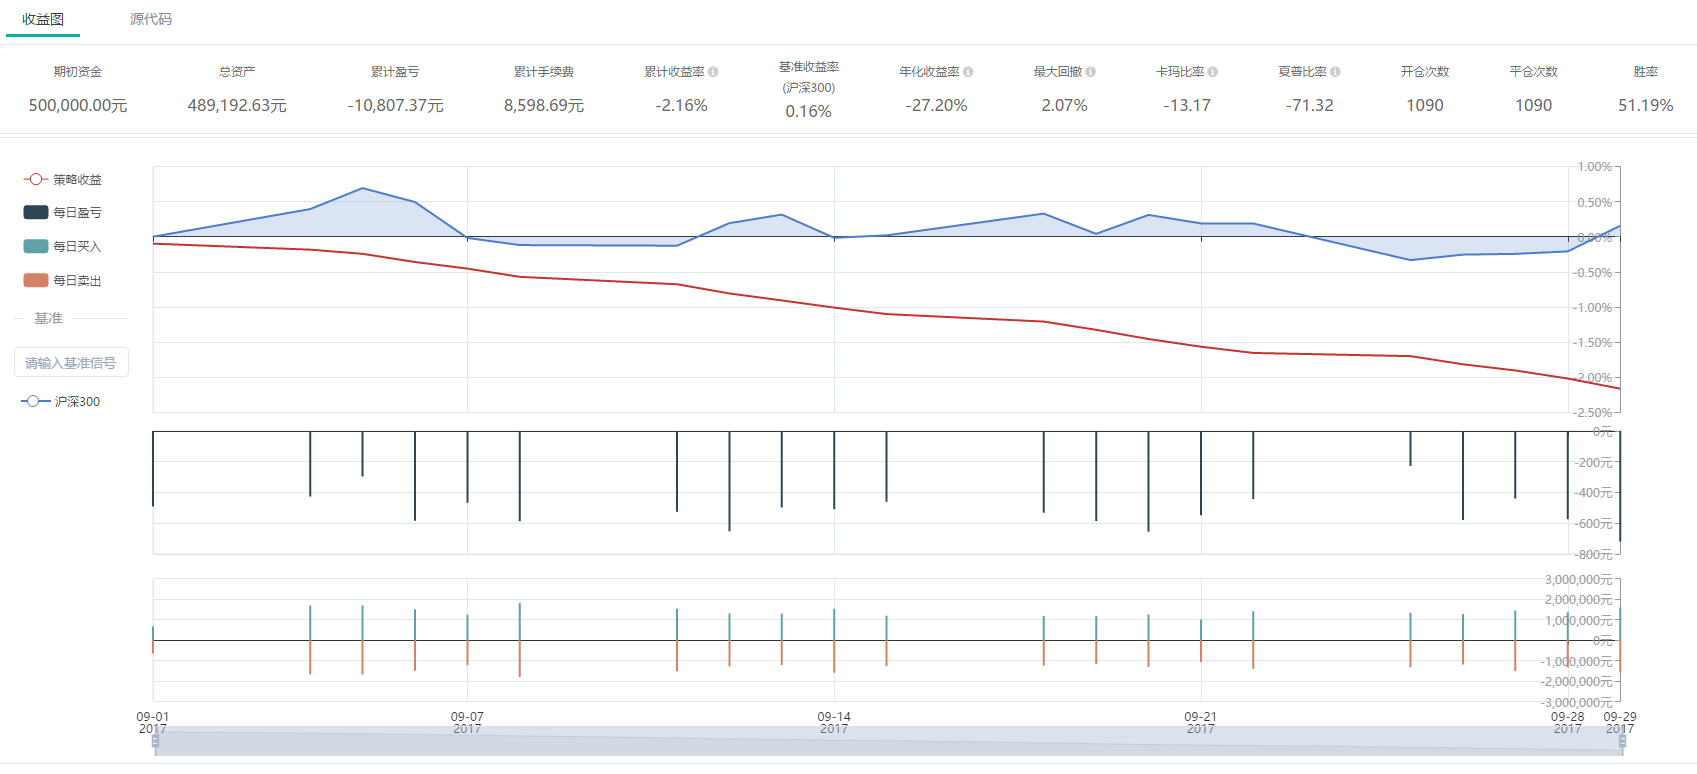 收益图 源代码
期初资金 总资产 累计盈亏 累计手续费 累计收益率 基准收益率 年化收益率 最大回撤 卡玛比率 夏普比率 开仓次数 平仓次数 胜率
(沪深300)
500,000.00元 489,192.63元 -10,807.37元 8,598.69元 -2.16% 0.16% -27.20% 2.07% -13.17 -71.32 1090 1090 51.19%
策略收益
每日盈亏
每日买入
每日卖出
基准
请输入基准信号
沪深300
1.00%
0.50%
0.00%
-0.50%
-1.00%
-1.50%
-2.00%
-2.50%
0元
-200元
-400元
-600元
-800元
3,000,000元
2,000,000元
1,000,000元
0元
-1,000,000元
-2,000,000元
-3,000,000元
09-01 09-07 09-14 09-21 09-28 09-29
2017 2017 2017 2017 2017 2017